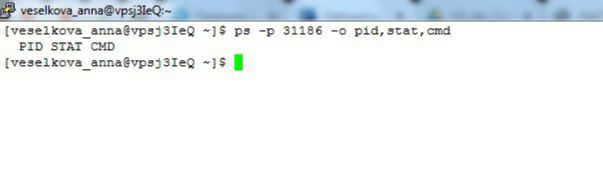 veselkova_anna@vpsj3IeQ:~
[veselkova_anna@vpsj3IeQ ~]$ ps -p 31186 -o pid,stat,cmd
  PID STAT CMD
[veselkova_anna@vpsj3IeQ ~]$